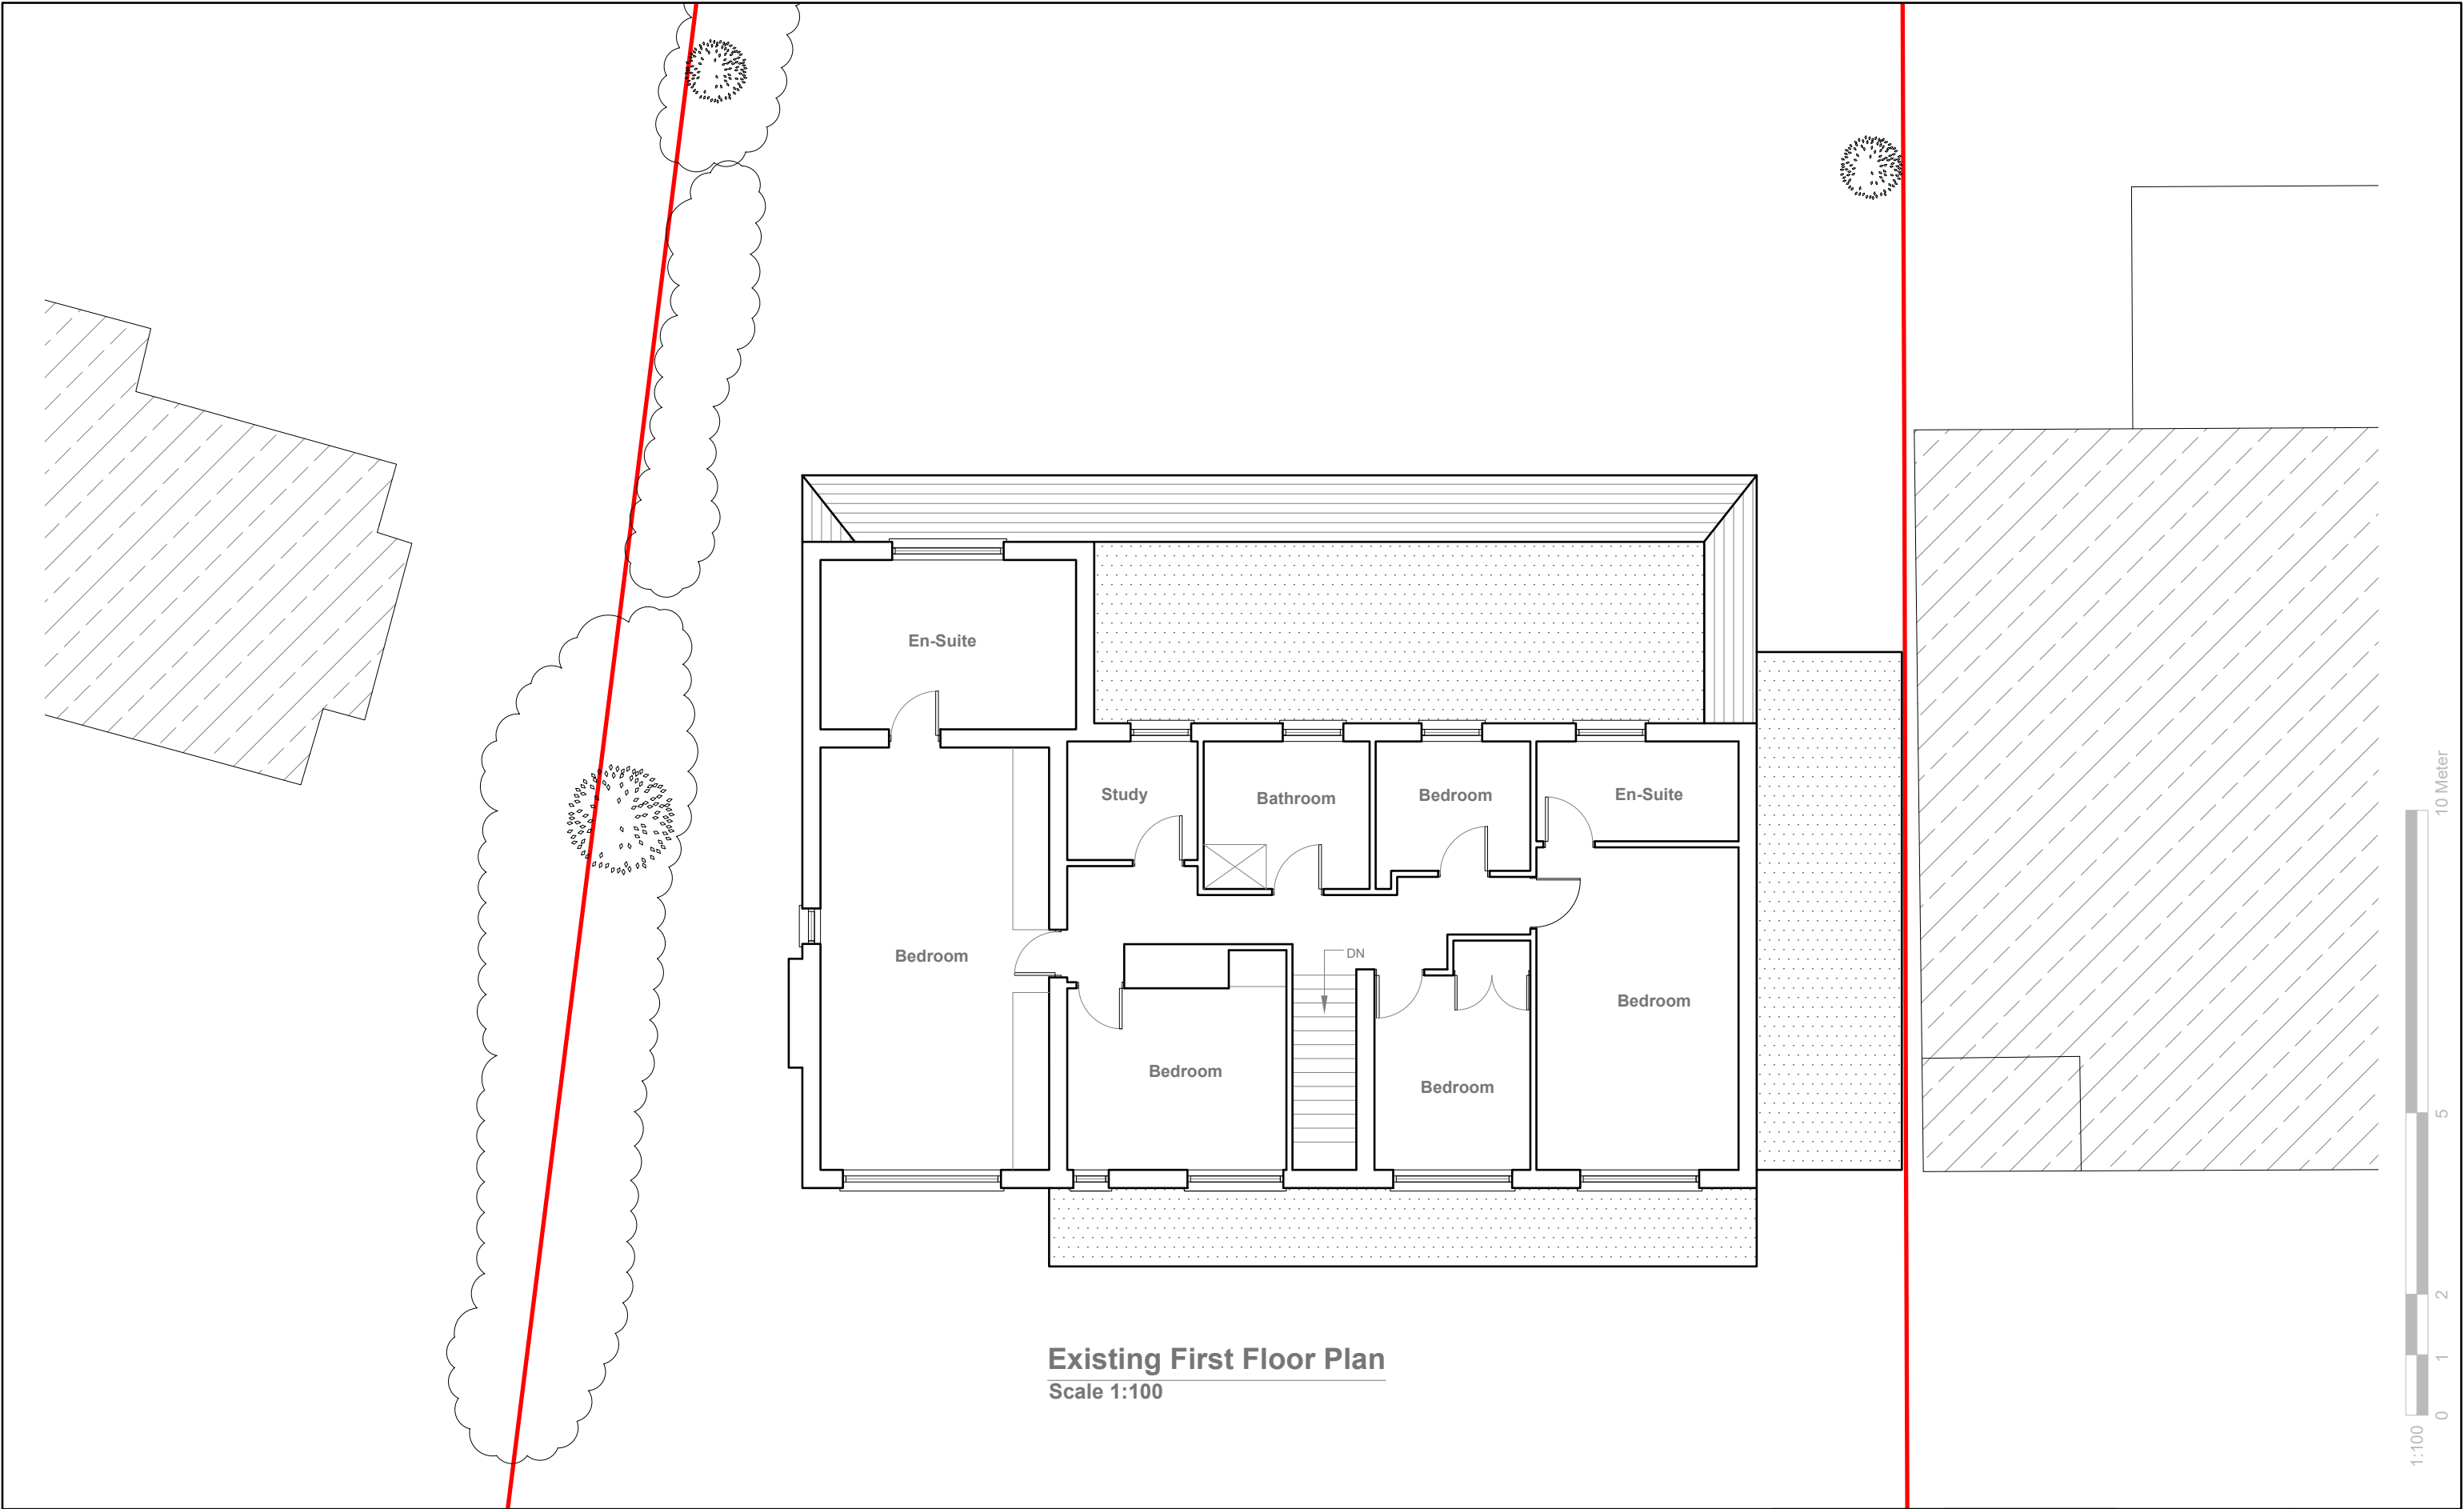 En-Suite
Study
Bathroom
Bedroom
En-Suite
Bedroom
DN
Bedroom
Bedroom
Bedroom
Existing First Floor Plan
Scale 1:100
10 Meter
5
2
1
0
1:100